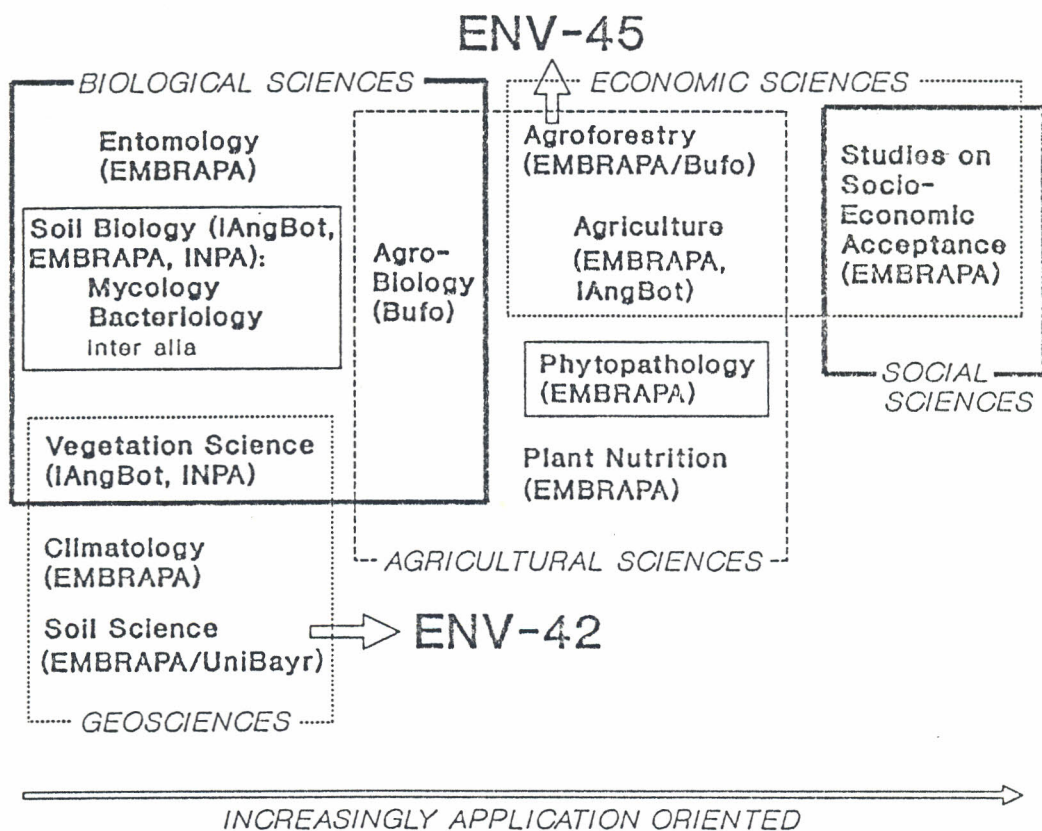 ENV-45
BIOLOGICAL SCIENCES
ECONOMIC SCIENCES
Entomology
(EMBRAPA)
Soil Biology (IAngBot,
EMBRAPA, INPA):
Mycology
Bacteriology
inter alia
Agro-
Biology
(Bufo)
Agroforestry
(EMBRAPA/Bufo)
Agriculture
(EMBRAPA,
IAngBot)
Studies on
Socio-
Economic
Acceptance
(EMBRAPA)
Phytopathology
(EMBRAPA)
SOCIAL
SCIENCES
Vegetation Science
(IAngBot, INPA)
Plant Nutrition
(EMBRAPA)
Climatology
(EMBRAPA)
AGRICULTURAL SCIENCES
Soil Science
(EMBRAPA/UniBayr)
ENV-42
GEOSCIENCES
INCREASINGLY APPLICATION ORIENTED